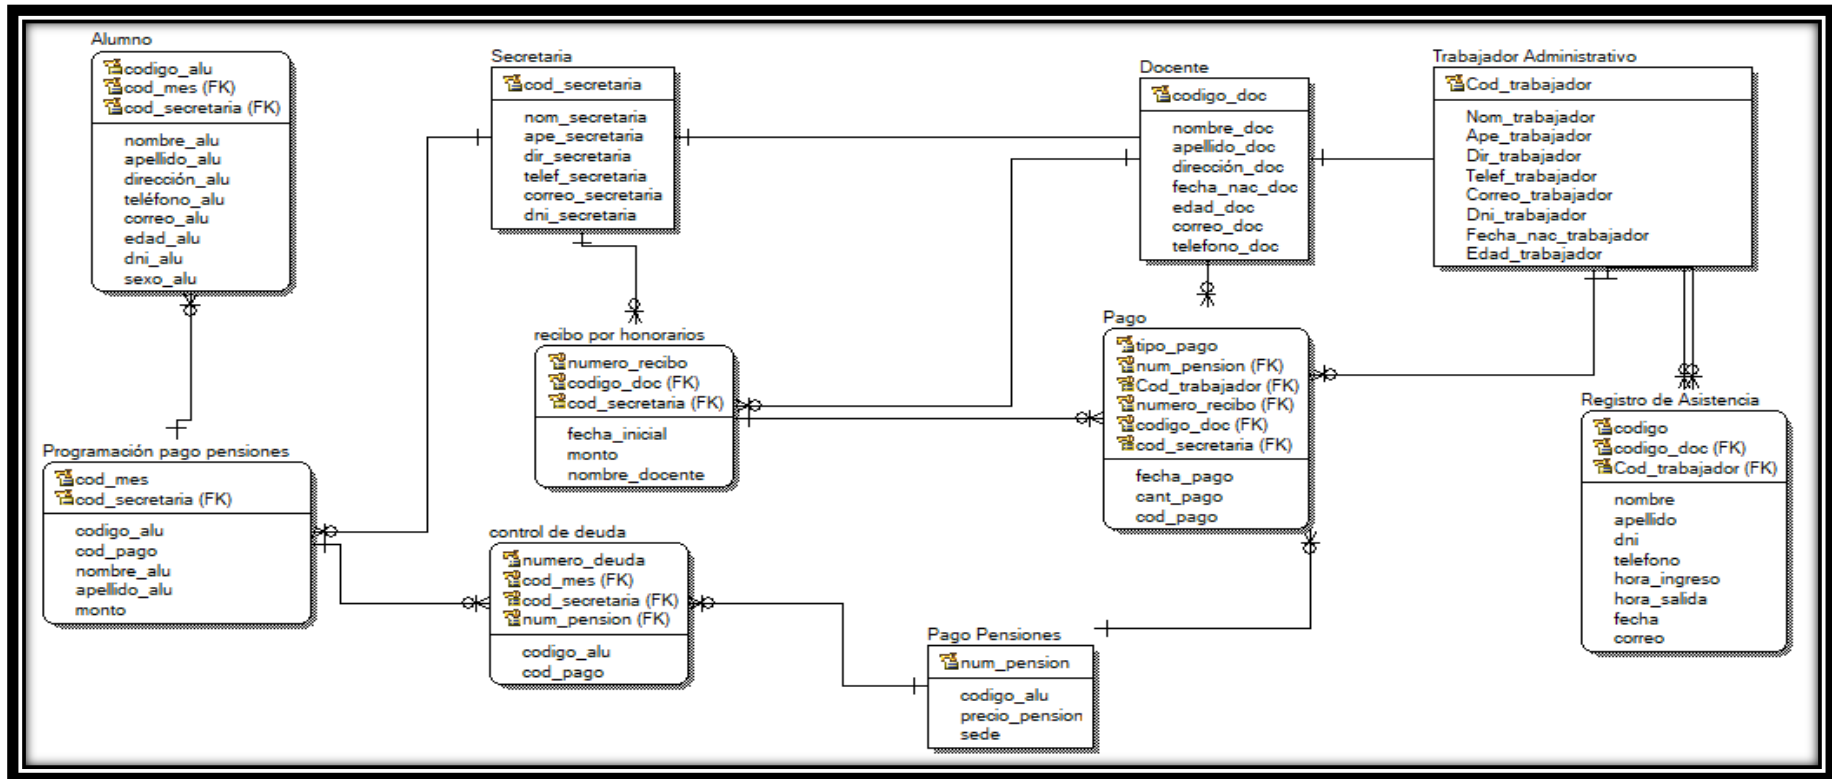 Alumno
codigo_alu
cod_mes (FK)
cod_secretaria (FK)
nombre_alu
apellido_alu
dirección_alu
teléfono_alu
correo_alu
edad_alu
dni_alu
sexo_alu
Secretaria
cod_secretaria
nom_secretaria
ape_secretaria
dir_secretaria
telef_secretaria
correo_secretaria
dni_secretaria
Docente
codigo_doc
nombre_doc
apellido_doc
dirección_doc
fecha_nac_doc
edad_doc
correo_doc
telefono_doc
Trabajador Administrativo
Cod_trabajador
Nom_trabajador
Ape_trabajador
Dir_trabajador
Telef_trabajador
Correo_trabajador
Dni_trabajador
Fecha_nac_trabajador
Edad_trabajador
recibo por honorarios
numero_recibo
codigo_doc (FK)
cod_secretaria (FK)
fecha_inicial
monto
nombre_docente
Pago
tipo_pago
num_pension (FK)
Cod_trabajador (FK)
numero_recibo (FK)
codigo_doc (FK)
cod_secretaria (FK)
fecha_pago
cant_pago
cod_pago
Registro de Asistencia
codigo
codigo_doc (FK)
Cod_trabajador (FK)
nombre
apellido
dni
telefono
hora_ingreso
hora_salida
fecha
correo
Programación pago pensiones
cod_mes
cod_secretaria (FK)
codigo_alu
cod_pago
nombre_alu
apellido_alu
monto
control de deuda
numero_deuda
cod_mes (FK)
cod_secretaria (FK)
num_pension (FK)
codigo_alu
cod_pago
Pago Pensiones
num_pension
codigo_alu
precio_pension
sede